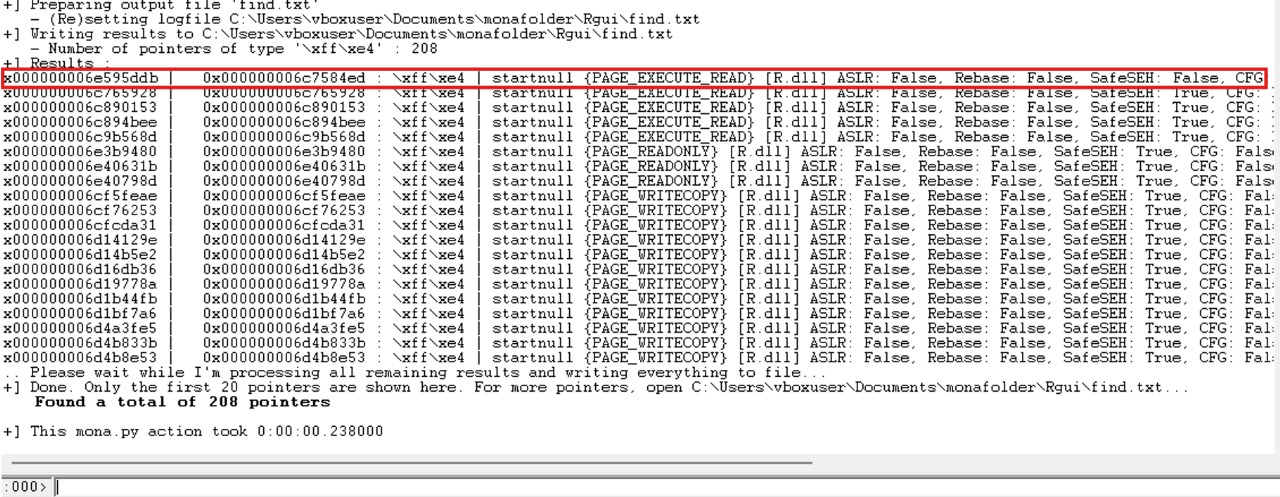 +] Preparing output file 'find.txt'
    - (Re)setting logfile C:\Users\vboxuser\Documents\monafolder\Rgui\find.txt
+] Writing results to C:\Users\vboxuser\Documents\monafolder\Rgui\find.txt
    - Number of pointers of type '\xff\xe4' : 208
+] Results :
x000000006e595ddb |    0x000000006c7584ed : \xff\xe4 | startnull {PAGE_EXECUTE_READ} [R.dll] ASLR: False, Rebase: False, SafeSEH: False, CFG
x000000006c765928 |    0x000000006c765928 : \xff\xe4 | startnull {PAGE_EXECUTE_READ} [R.dll] ASLR: False, Rebase: False, SafeSEH: True, CFG:
x000000006c890153 |    0x000000006c890153 : \xff\xe4 | startnull {PAGE_EXECUTE_READ} [R.dll] ASLR: False, Rebase: False, SafeSEH: True, CFG:
x000000006c894bee |    0x000000006c894bee : \xff\xe4 | startnull {PAGE_EXECUTE_READ} [R.dll] ASLR: False, Rebase: False, SafeSEH: True, CFG:
x000000006c9b568d |    0x000000006c9b568d : \xff\xe4 | startnull {PAGE_EXECUTE_READ} [R.dll] ASLR: False, Rebase: False, SafeSEH: True, CFG:
x000000006e3b9480 |    0x000000006e3b9480 : \xff\xe4 | startnull {PAGE_READONLY} [R.dll] ASLR: False, Rebase: False, SafeSEH: True, CFG: Fals
x000000006e40631b |    0x000000006e40631b : \xff\xe4 | startnull {PAGE_READONLY} [R.dll] ASLR: False, Rebase: False, SafeSEH: True, CFG: Fals
x000000006e40798d |    0x000000006e40798d : \xff\xe4 | startnull {PAGE_READONLY} [R.dll] ASLR: False, Rebase: False, SafeSEH: True, CFG: Fals
x000000006cf5feae |    0x000000006cf5feae : \xff\xe4 | startnull {PAGE_WRITECOPY} [R.dll] ASLR: False, Rebase: False, SafeSEH: True, CFG: Fal
x000000006cf76253 |    0x000000006cf76253 : \xff\xe4 | startnull {PAGE_WRITECOPY} [R.dll] ASLR: False, Rebase: False, SafeSEH: True, CFG: Fal
x000000006cfcda31 |    0x000000006cfcda31 : \xff\xe4 | startnull {PAGE_WRITECOPY} [R.dll] ASLR: False, Rebase: False, SafeSEH: True, CFG: Fal
x000000006d14129e |    0x000000006d14129e : \xff\xe4 | startnull {PAGE_WRITECOPY} [R.dll] ASLR: False, Rebase: False, SafeSEH: True, CFG: Fal
x000000006d14b5e2 |    0x000000006d14b5e2 : \xff\xe4 | startnull {PAGE_WRITECOPY} [R.dll] ASLR: False, Rebase: False, SafeSEH: True, CFG: Fal
x000000006d16db36 |    0x000000006d16db36 : \xff\xe4 | startnull {PAGE_WRITECOPY} [R.dll] ASLR: False, Rebase: False, SafeSEH: True, CFG: Fal
x000000006d19778a |    0x000000006d19778a : \xff\xe4 | startnull {PAGE_WRITECOPY} [R.dll] ASLR: False, Rebase: False, SafeSEH: True, CFG: Fal
x000000006d1b44fb |    0x000000006d1b44fb : \xff\xe4 | startnull {PAGE_WRITECOPY} [R.dll] ASLR: False, Rebase: False, SafeSEH: True, CFG: Fal
x000000006d1bf7a6 |    0x000000006d1bf7a6 : \xff\xe4 | startnull {PAGE_WRITECOPY} [R.dll] ASLR: False, Rebase: False, SafeSEH: True, CFG: Fal
x000000006d4a3fe5 |    0x000000006d4a3fe5 : \xff\xe4 | startnull {PAGE_WRITECOPY} [R.dll] ASLR: False, Rebase: False, SafeSEH: True, CFG: Fal
x000000006d4b833b |    0x000000006d4b833b : \xff\xe4 | startnull {PAGE_WRITECOPY} [R.dll] ASLR: False, Rebase: False, SafeSEH: True, CFG: Fal
x000000006d4b8e53 |    0x000000006d4b8e53 : \xff\xe4 | startnull {PAGE_WRITECOPY} [R.dll] ASLR: False, Rebase: False, SafeSEH: True, CFG: Fal
.. Please wait while I'm processing all remaining results and writing everything to file...
+] Done. Only the first 20 pointers are shown here. For more pointers, open C:\Users\vboxuser\Documents\monafolder\Rgui\find.txt...
    Found a total of 208 pointers
+] This mona.py action took 0:00:00.238000
:000>